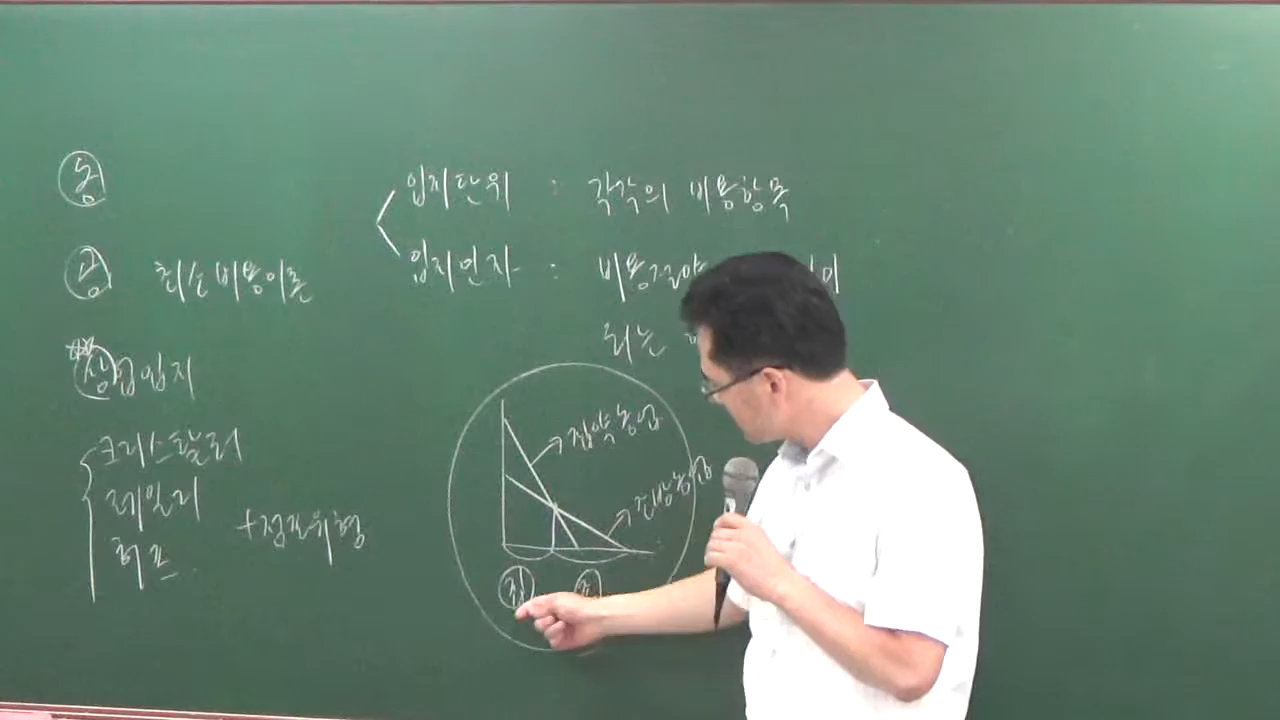 농
입지단위 : 각각의 비용항목
공 최소비용이론
입지인자 : 비용절약
상업입지
크리스탈러
레일리
허프
+점포위형
집약농업
조방농업
집
조